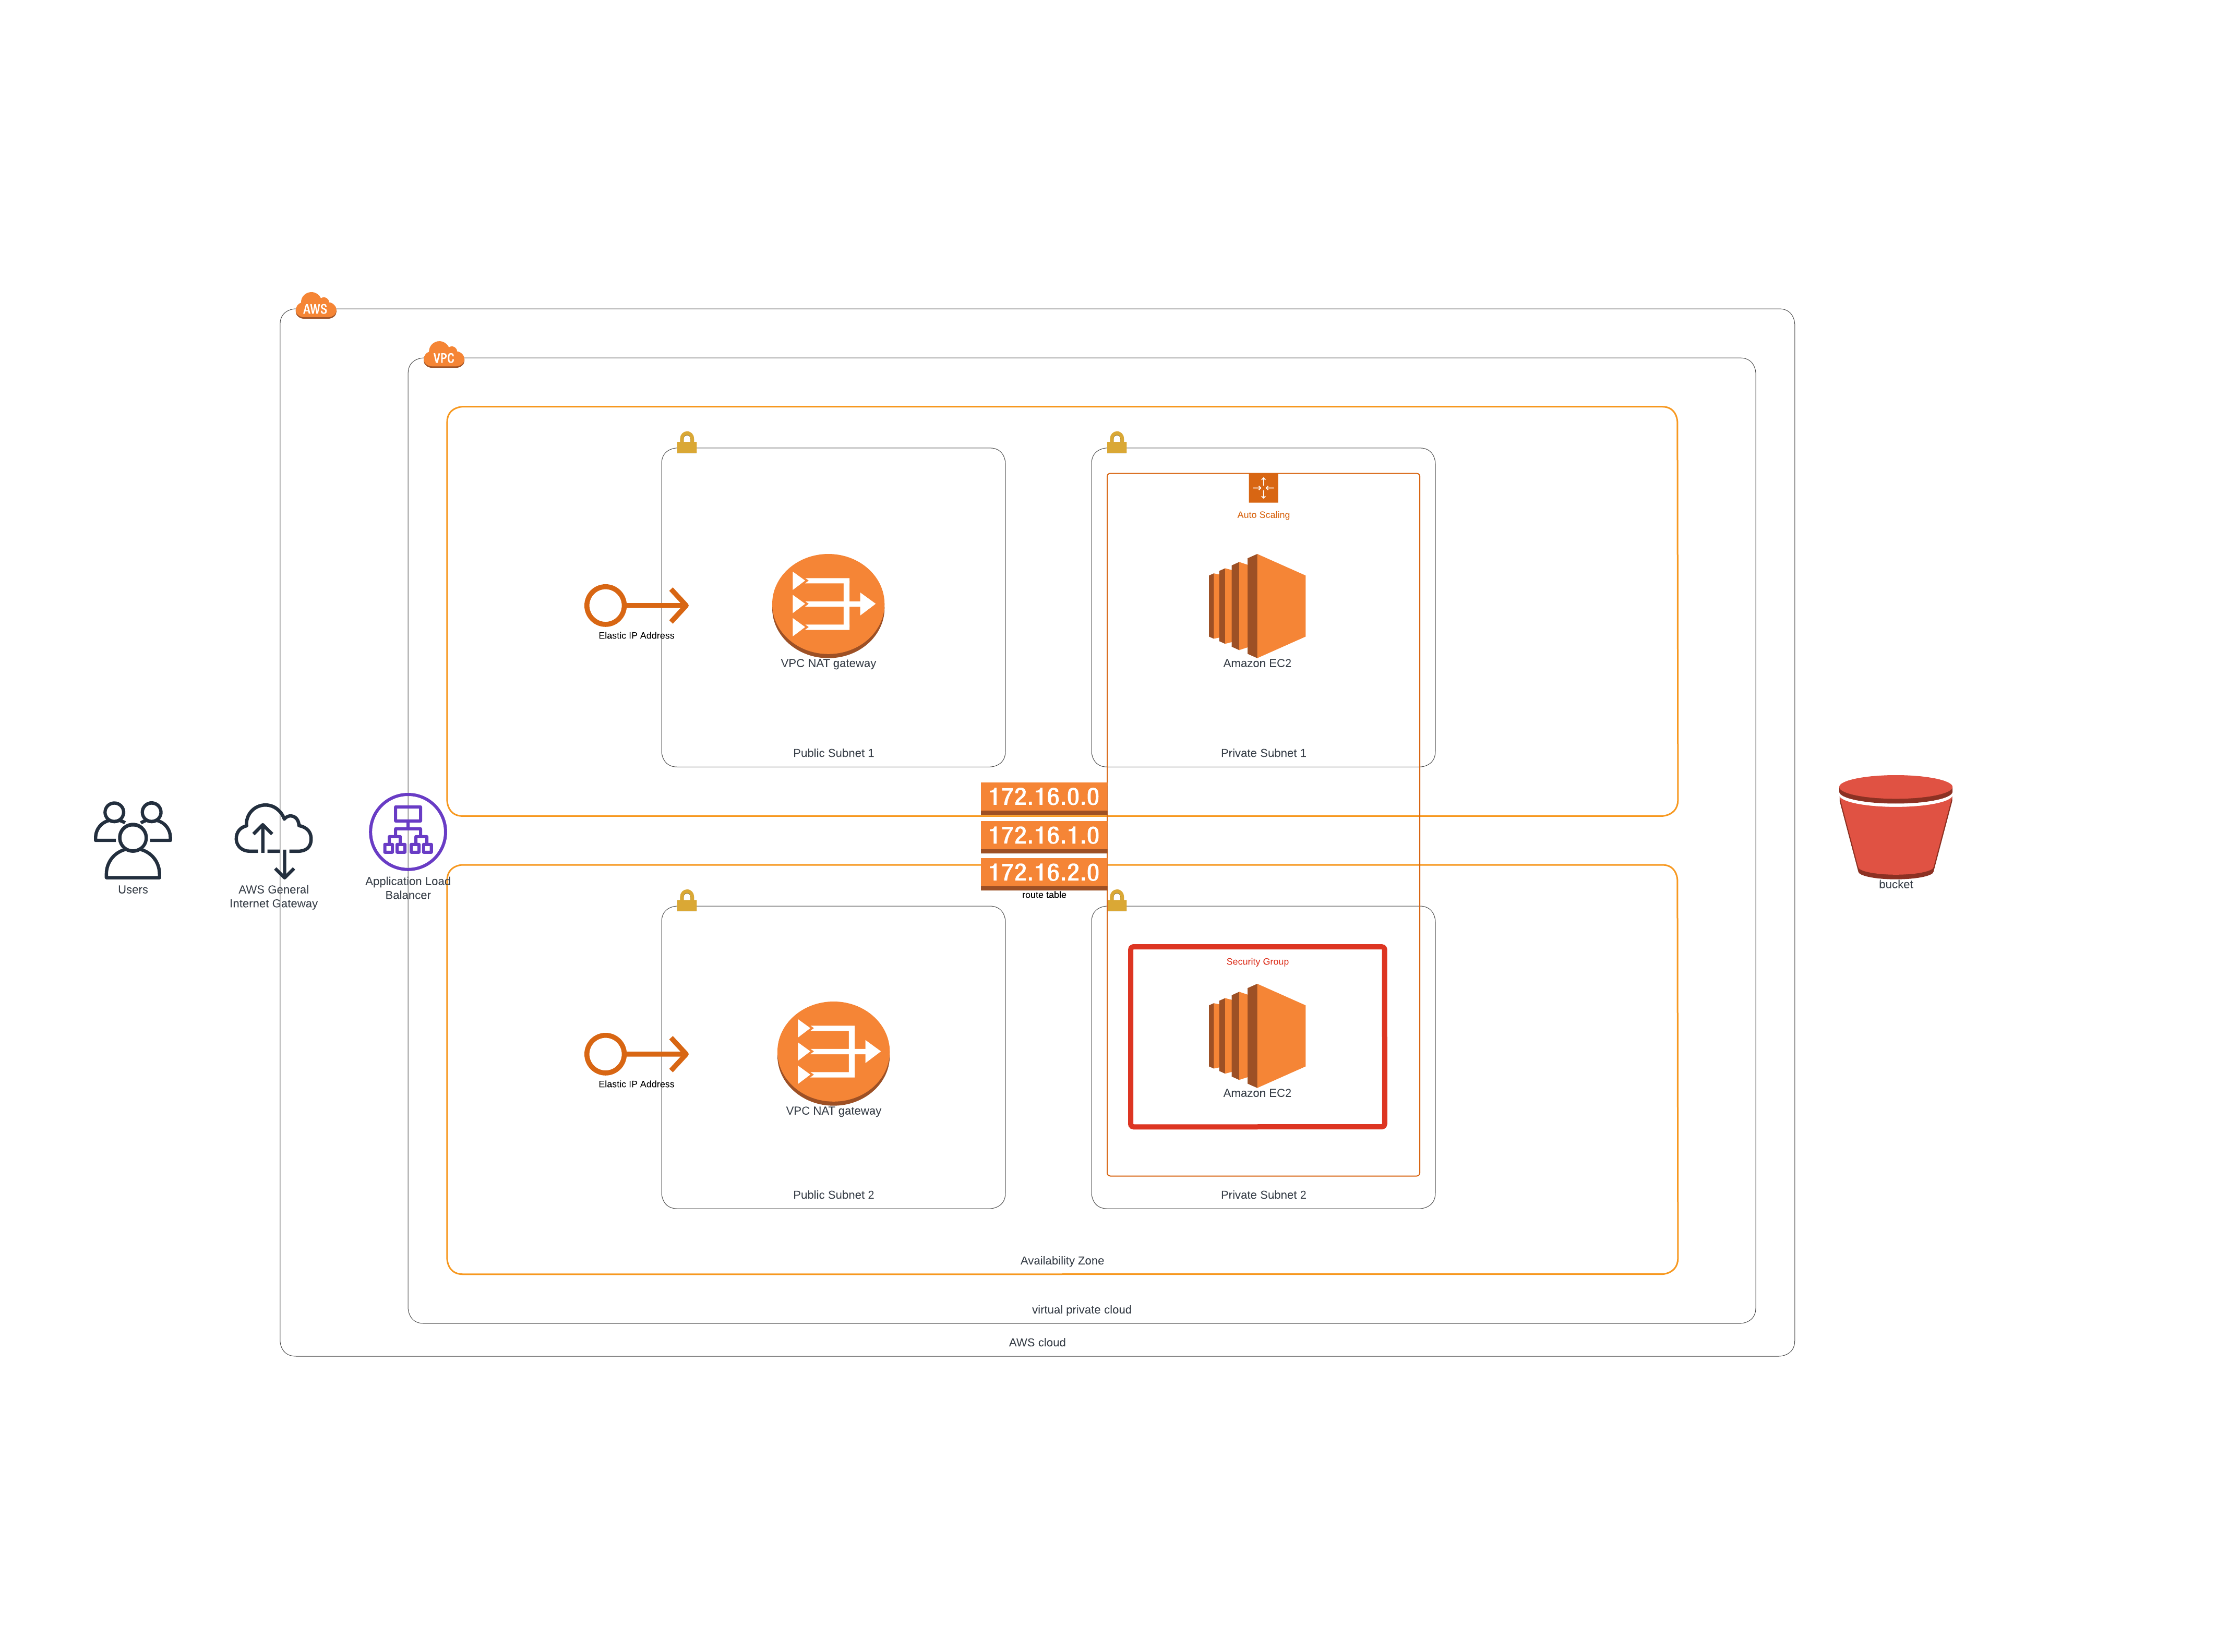 AWS
VPC
Auto Scaling
Elastic IP Address
VPC NAT gateway
Amazon EC2
Public Subnet 1
Private Subnet 1
172.16.0.0
172.16.1.0
172.16.2.0
route table
Users
AWS General
Internet Gateway
Application Load
Balancer
bucket
Security Group
Elastic IP Address
VPC NAT gateway
Amazon EC2
Public Subnet 2
Private Subnet 2
Availability Zone
virtual private cloud
AWS cloud